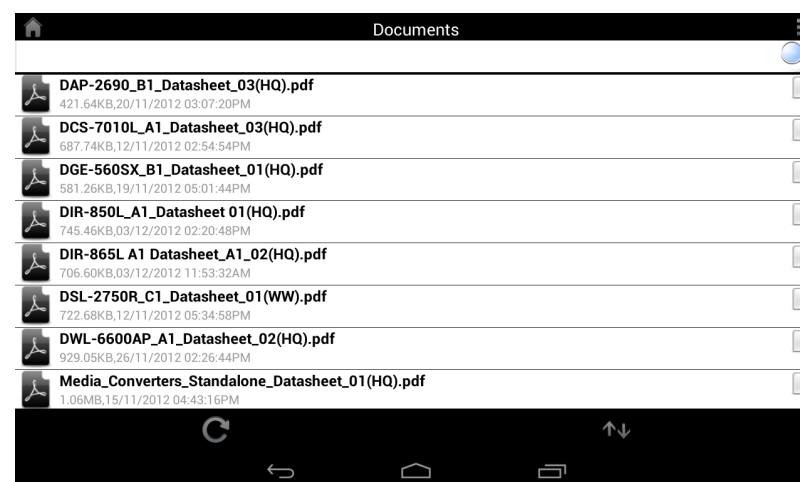 Documents
DAP-2690_B1_Datasheet_03(HQ).pdf
421.64KB,20/11/2012 03:07:20PM
DCS-7010L_A1_Datasheet_03(HQ).pdf
687.74KB,12/11/2012 02:54:54PM
DGE-560SX_B1_Datasheet_01(HQ).pdf
581.26KB,19/11/2012 05:01:44PM
DIR-850L_A1_Datasheet 01(HQ).pdf
745.46KB,03/12/2012 02:20:48PM
DIR-865L A1 Datasheet_A1_02(HQ).pdf
706.60KB,03/12/2012 11:53:32AM
DSL-2750R_C1_Datasheet_01(WW).pdf
722.68KB,12/11/2012 05:34:58PM
DWL-6600AP_A1_Datasheet_02(HQ).pdf
929.05KB,26/11/2012 02:26:44PM
Media_Converters_Standalone_Datasheet_01(HQ).pdf
1.06MB,15/11/2012 04:43:16PM